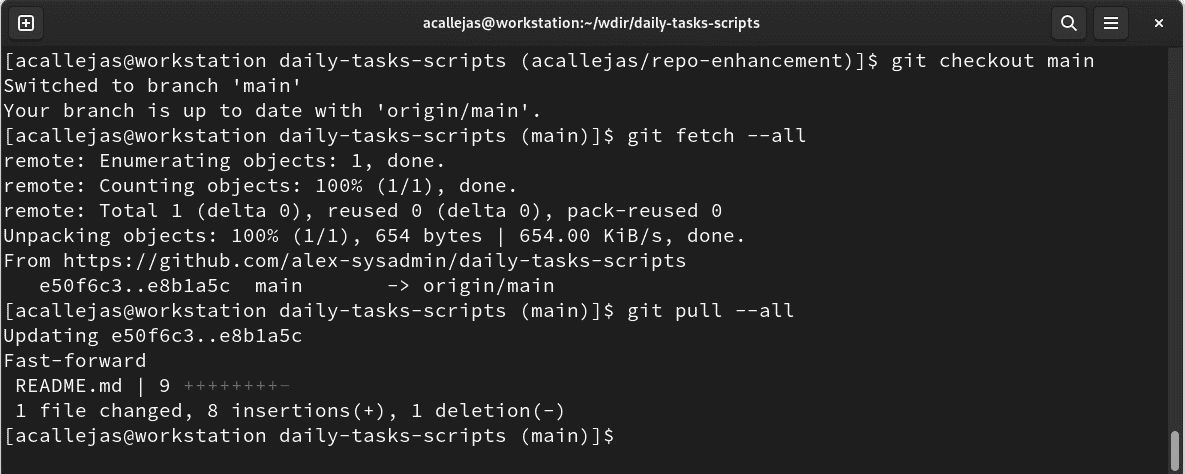 acallejas@workstation:~/wdir/daily-tasks-scripts
[acallejas@workstation daily-tasks-scripts (acallejas/repo-enhancement)]$ git checkout main
Switched to branch 'main'
Your branch is up to date with 'origin/main'.
[acallejas@workstation daily-tasks-scripts (main)]$ git fetch --all
remote: Enumerating objects: 1, done.
remote: Counting objects: 100% (1/1), done.
remote: Total 1 (delta 0), reused 0 (delta 0), pack-reused 0
Unpacking objects: 100% (1/1), 654 bytes | 654.00 KiB/s, done.
From https://github.com/alex-sysadmin/daily-tasks-scripts
   e50f6c3..e8b1a5c  main       -> origin/main
[acallejas@workstation daily-tasks-scripts (main)]$ git pull --all
Updating e50f6c3..e8b1a5c
Fast-forward
 README.md | 9 ++++++++-
 1 file changed, 8 insertions(+), 1 deletion(-)
[acallejas@workstation daily-tasks-scripts (main)]$